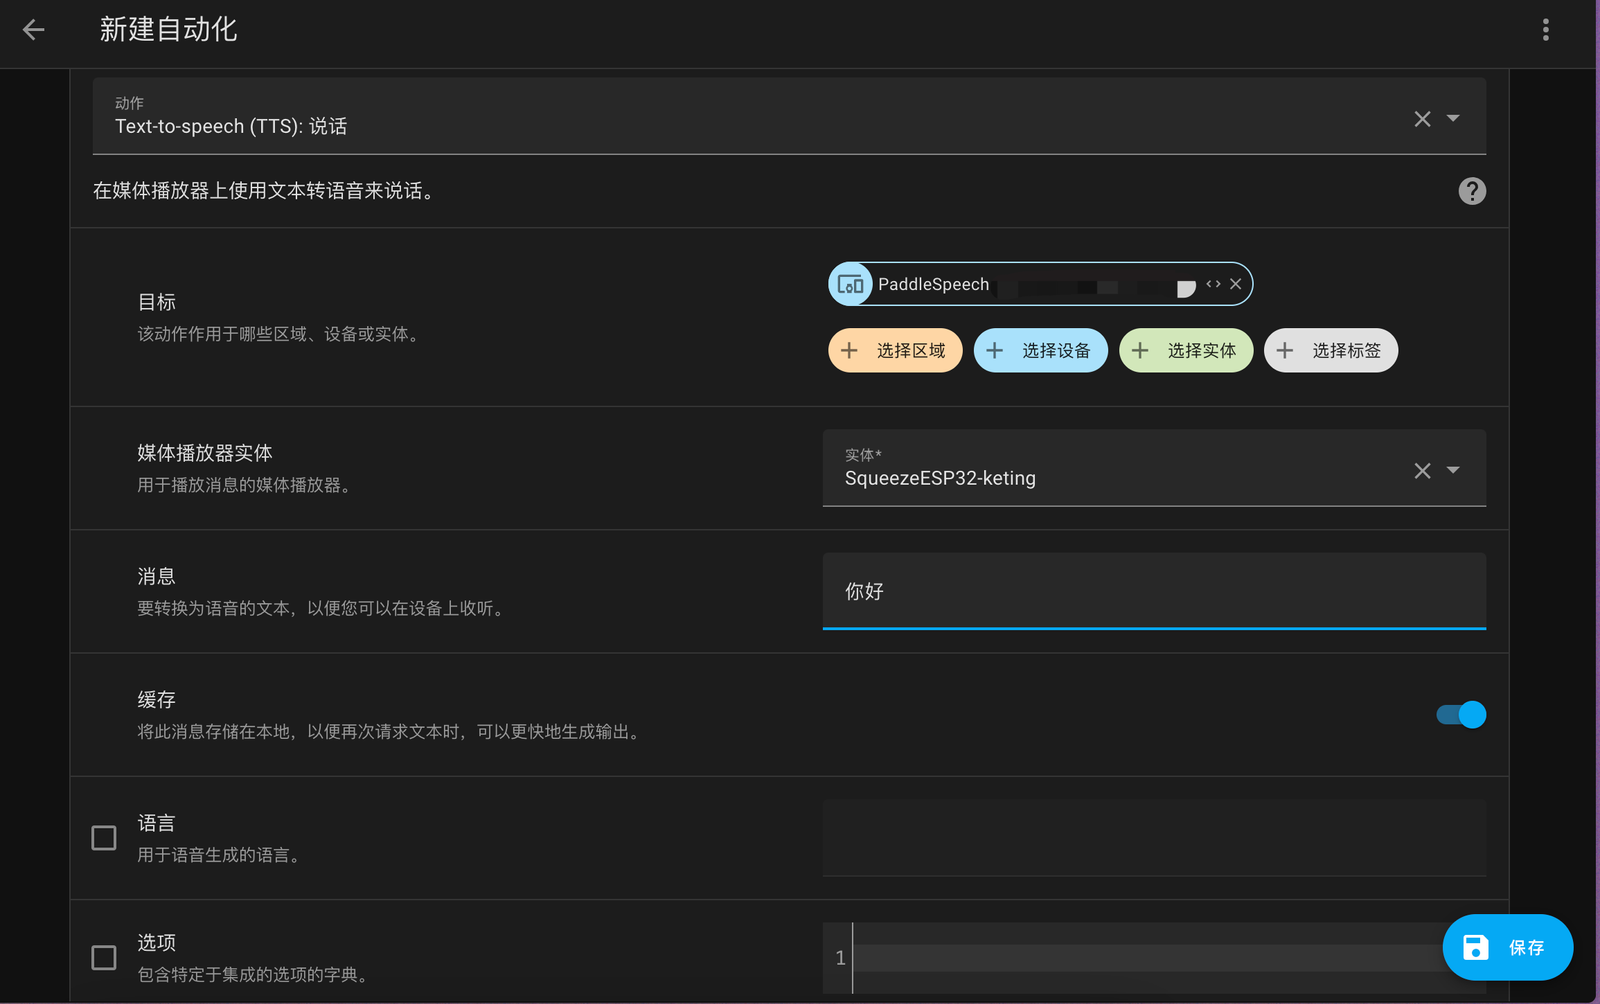 新建自动化
动作
Text-to-speech (TTS): 说话
在媒体播放器上使用文本转语音来说话。
目标
该动作作用于哪些区域、设备或实体。
PaddleSpeech
选择区域
选择设备
选择实体
选择标签
媒体播放器实体
用于播放消息的媒体播放器。
实体*
SqueezeESP32-keting
消息
要转换为语音的文本，以便您可以在设备上收听。
你好
缓存
将此消息存储在本地，以便再次请求文本时，可以更快地生成输出。
语言
用于语音生成的语言。
选项
包含特定于集成的选项的字典。
1
保存